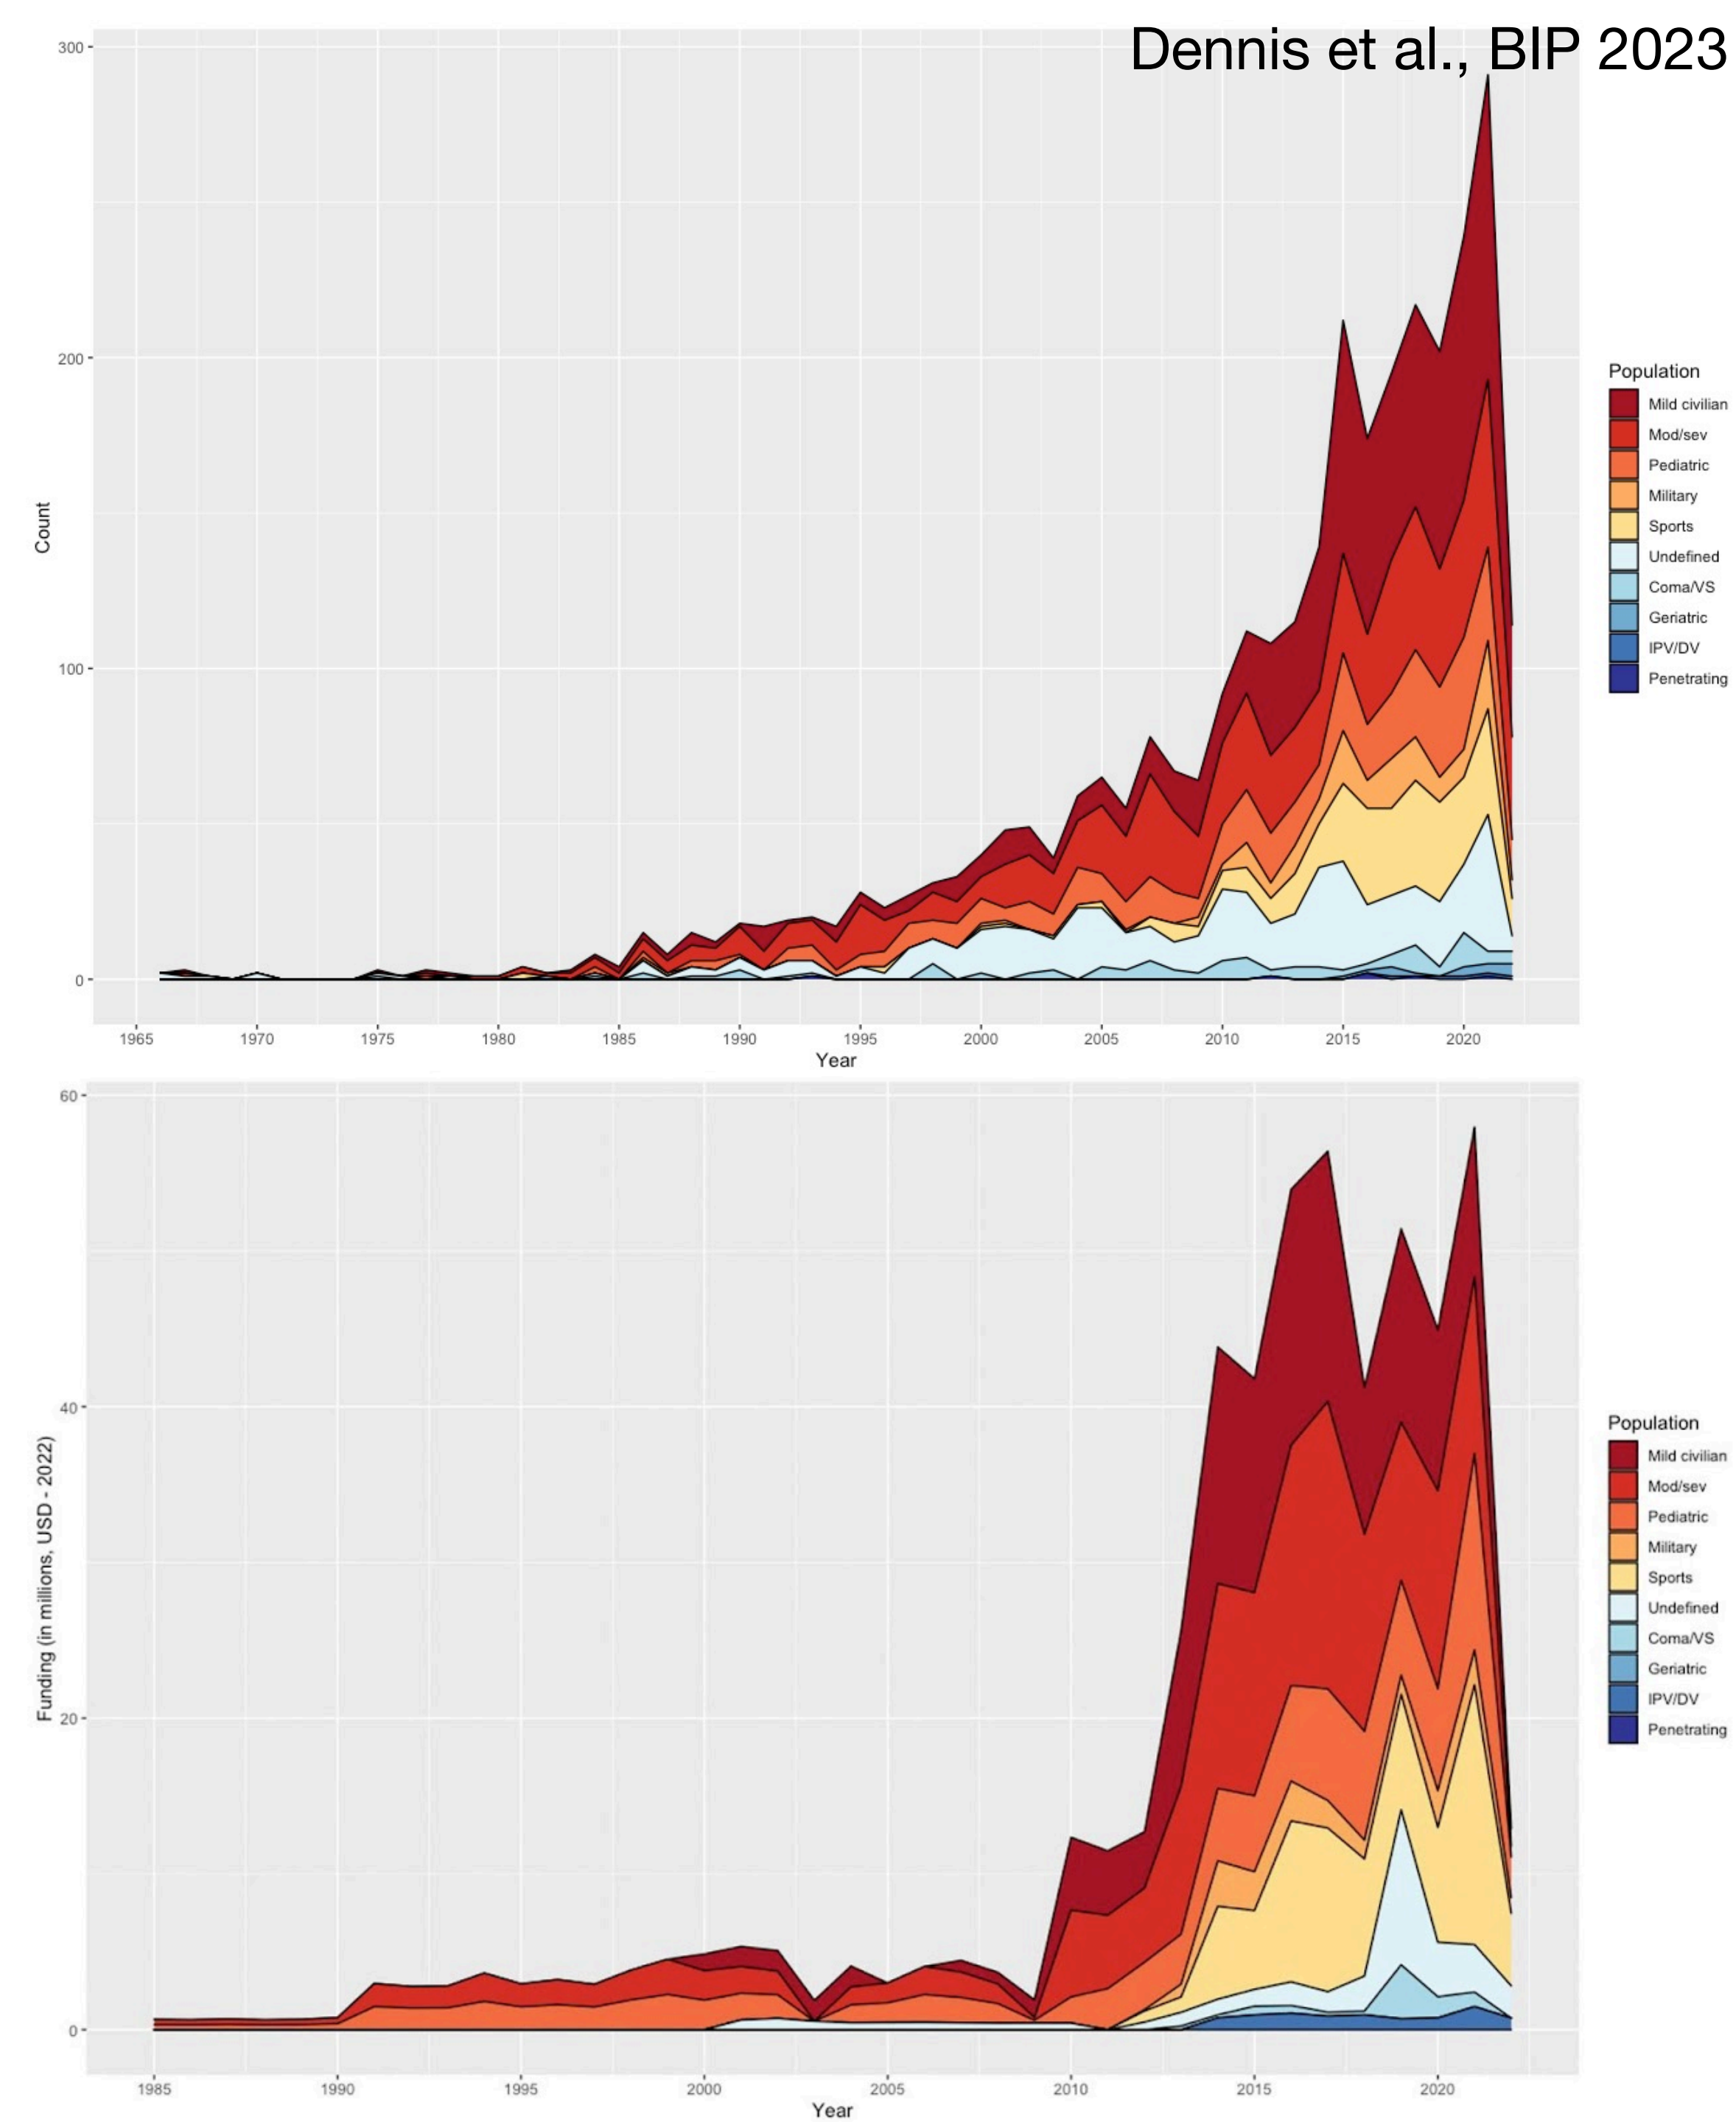 Dennis et al., BIP 2023
300
200
100
0
Count
1965 1970 1975 1980 1985 1990 1995 2000 2005 2010 2015 2020
Year
Population
Mild civilian
Mod/sev
Pediatric
Military
Sports
Undefined
Coma/VS
Geriatric
IPV/DV
Penetrating
60
40
20
0
Funding (in millions, USD - 2022)
1985 1990 1995 2000 2005 2010 2015 2020
Year
Population
Mild civilian
Mod/sev
Pediatric
Military
Sports
Undefined
Coma/VS
Geriatric
IPV/DV
Penetrating